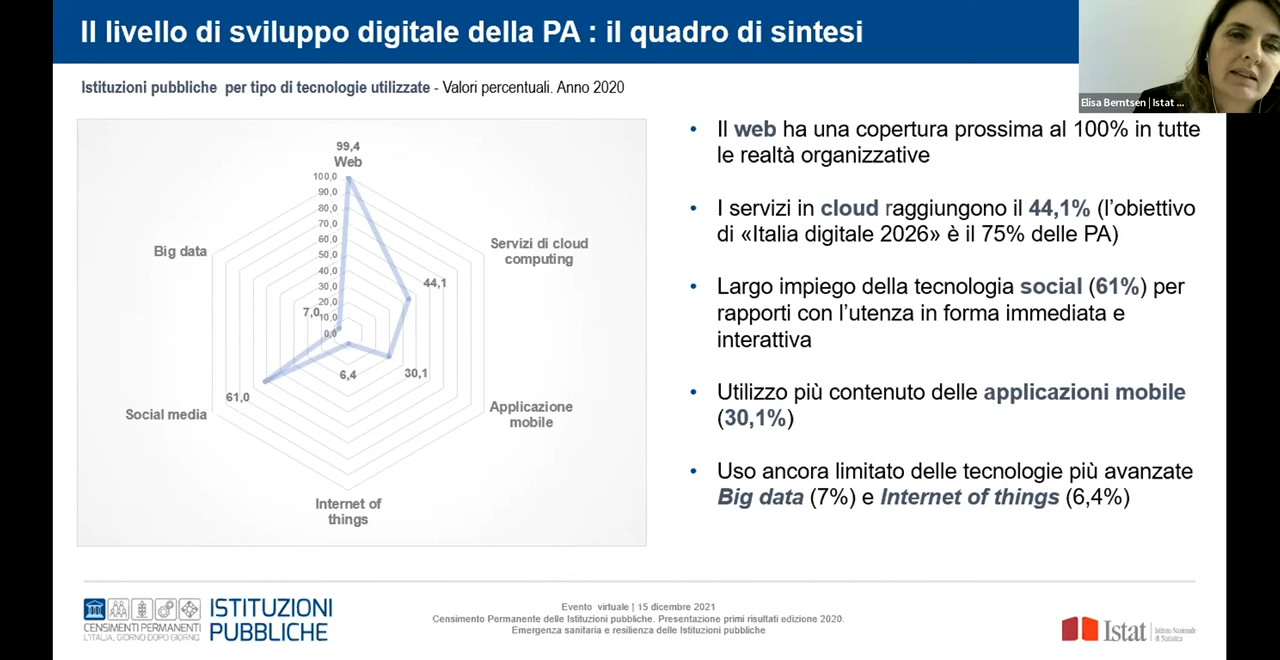 Il livello di sviluppo digitale della PA : il quadro di sintesi
Elisa Berntsen | Istat ...
Istituzioni pubbliche per tipo di tecnologie utilizzate - Valori percentuali. Anno 2020
99,4
Web
100,0
90,0
80,0
70,0
60,0
50,0
40,0
30,0
20,0
10,0
0,0
Servizi di cloud
computing
44,1
Applicazione
mobile
30,1
Internet of
things
6,4
Social media
61,0
Big data
7,0
• Il web ha una copertura prossima al 100% in tutte
le realtà organizzative
• I servizi in cloud raggiungono il 44,1% (l'obiettivo
di «Italia digitale 2026» è il 75% delle PA)
• Largo impiego della tecnologia social (61%) per
rapporti con l'utenza in forma immediata e
interattiva
• Utilizzo più contenuto delle applicazioni mobile
(30,1%)
• Uso ancora limitato delle tecnologie più avanzate
Big data (7%) e Internet of things (6,4%)
CENSIMENTI PERMANENTI
L'ITALIA, GIORNO DOPO GIORNO.
ISTITUZIONI
PUBBLICHE
Evento virtuale | 15 dicembre 2021
Censimento Permanente delle Istituzioni pubbliche. Presentazione primi risultati edizione 2020.
Emergenza sanitaria e resilienza delle Istituzioni pubbliche
Istat
Istituto Nazionale
di Statistica